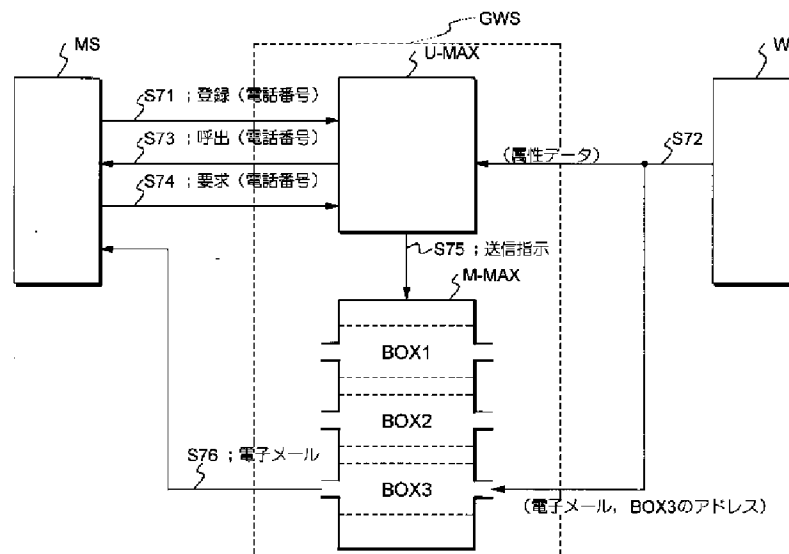 GWS
MS
U-MAX
W
S71 ; 登録 (電話番号)
S73 ; 呼出 (電話番号)
(属性データ)
S72
S74 ; 要求 (電話番号)
S75 ; 送信指示
M-MAX
BOX1
BOX2
S76 ; 電子メール
BOX3
(電子メール, BOX3のアドレス)